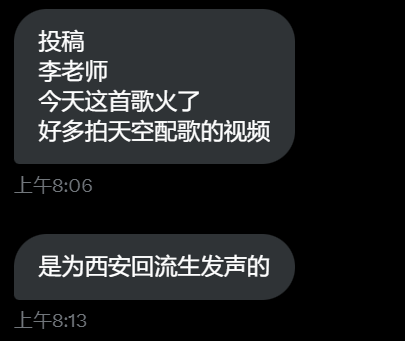 投稿
李老师
今天这首歌火了
好多拍天空配歌的视频
上午8:06
是为西安回流生发声的
上午8:13